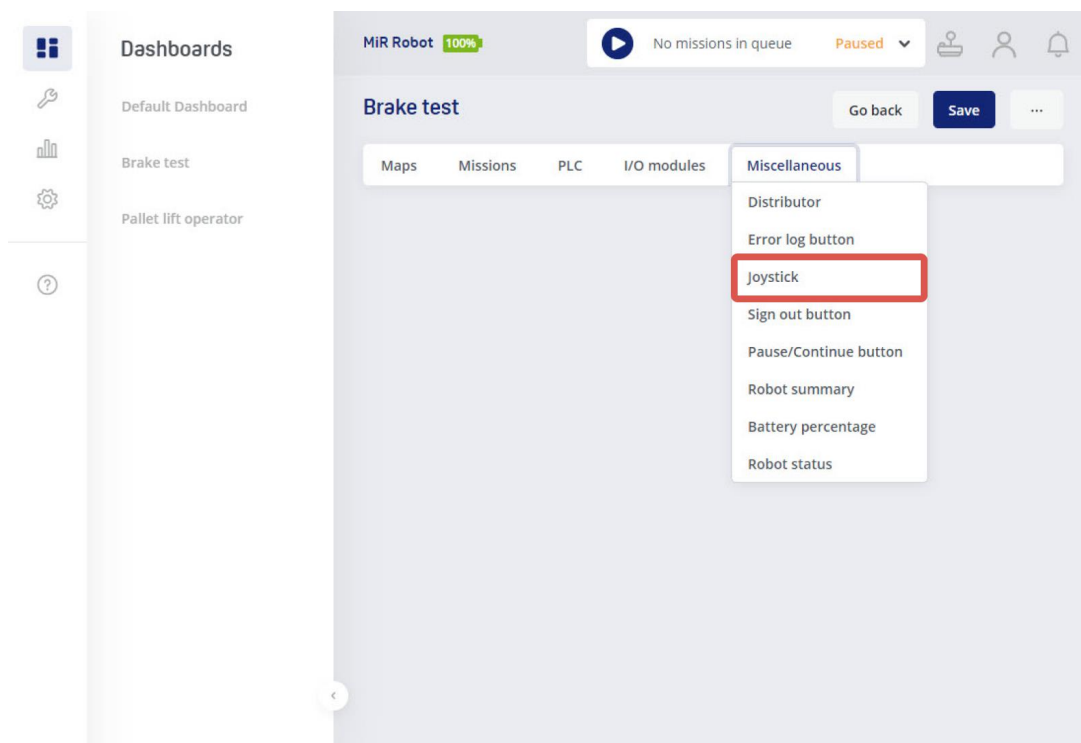 Dashboards
Default Dashboard
Brake test
Pallet lift operator
MiR Robot 100%
No missions in queue Paused
Brake test
Go back Save ...
Maps Missions PLC I/O modules Miscellaneous
Distributor
Error log button
Joystick
Sign out button
Pause/Continue button
Robot summary
Battery percentage
Robot status